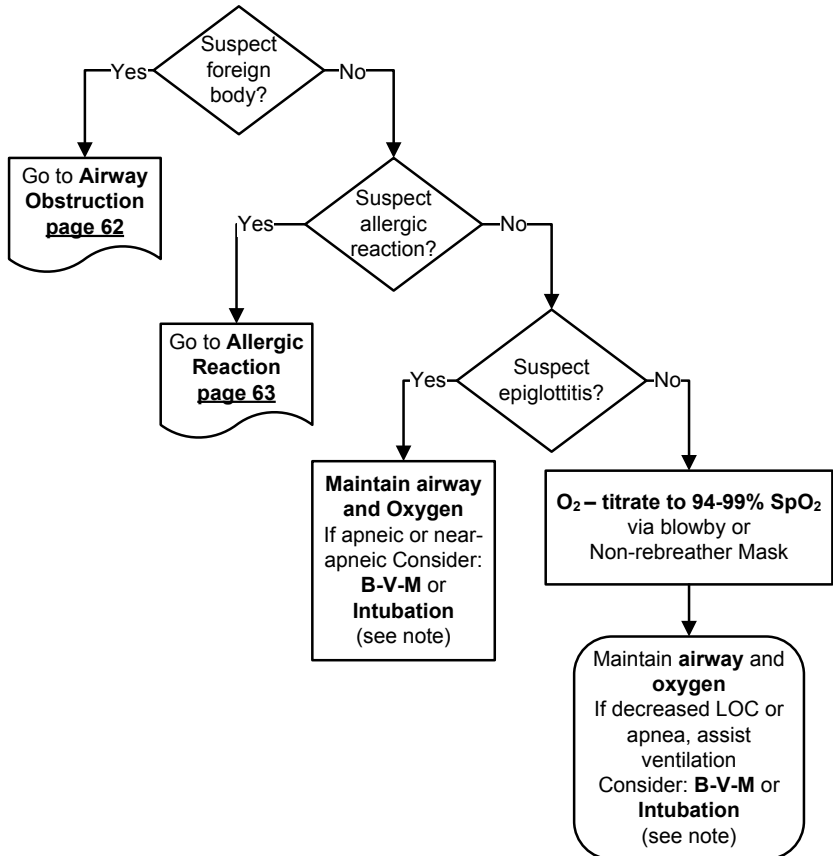 Suspect
foreign
body?
Yes
No
Go to Airway
Obstruction
page 62
Suspect
allergic
reaction?
Yes
No
Go to Allergic
Reaction
page 63
Suspect
epiglottitis?
Yes
No
Maintain airway
and Oxygen
If apneic or near-
apneic Consider:
B-V-M or
Intubation
(see note)
O₂ – titrate to 94-99% SpO₂
via blowby or
Non-rebreather Mask
Maintain airway and
oxygen
If decreased LOC or
apnea, assist
ventilation
Consider: B-V-M or
Intubation
(see note)